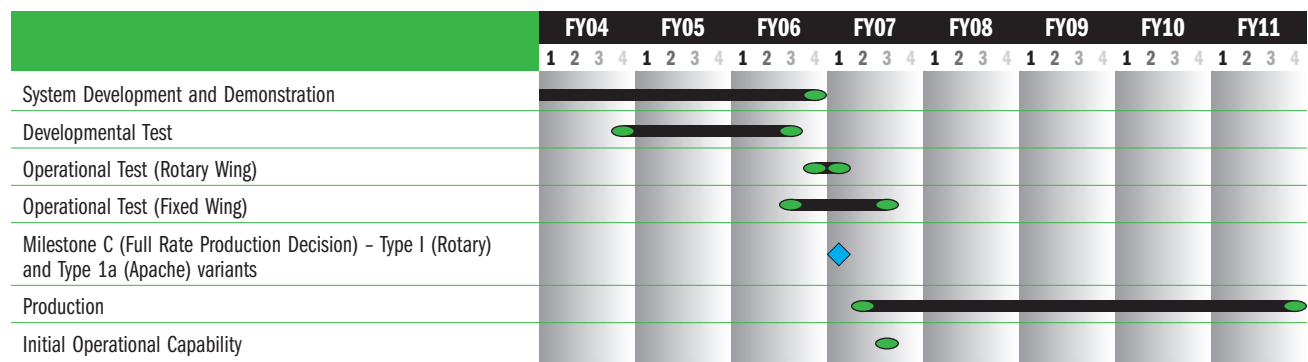 FY04 FY05 FY06 FY07 FY08 FY09 FY10 FY11
1 2 3 4 1 2 3 4 1 2 3 4 1 2 3 4 1 2 3 4 1 2 3 4 1 2 3 4 1 2 3 4
System Development and Demonstration
Developmental Test
Operational Test (Rotary Wing)
Operational Test (Fixed Wing)
Milestone C (Full Rate Production Decision) – Type I (Rotary)
and Type 1a (Apache) variants
Production
Initial Operational Capability